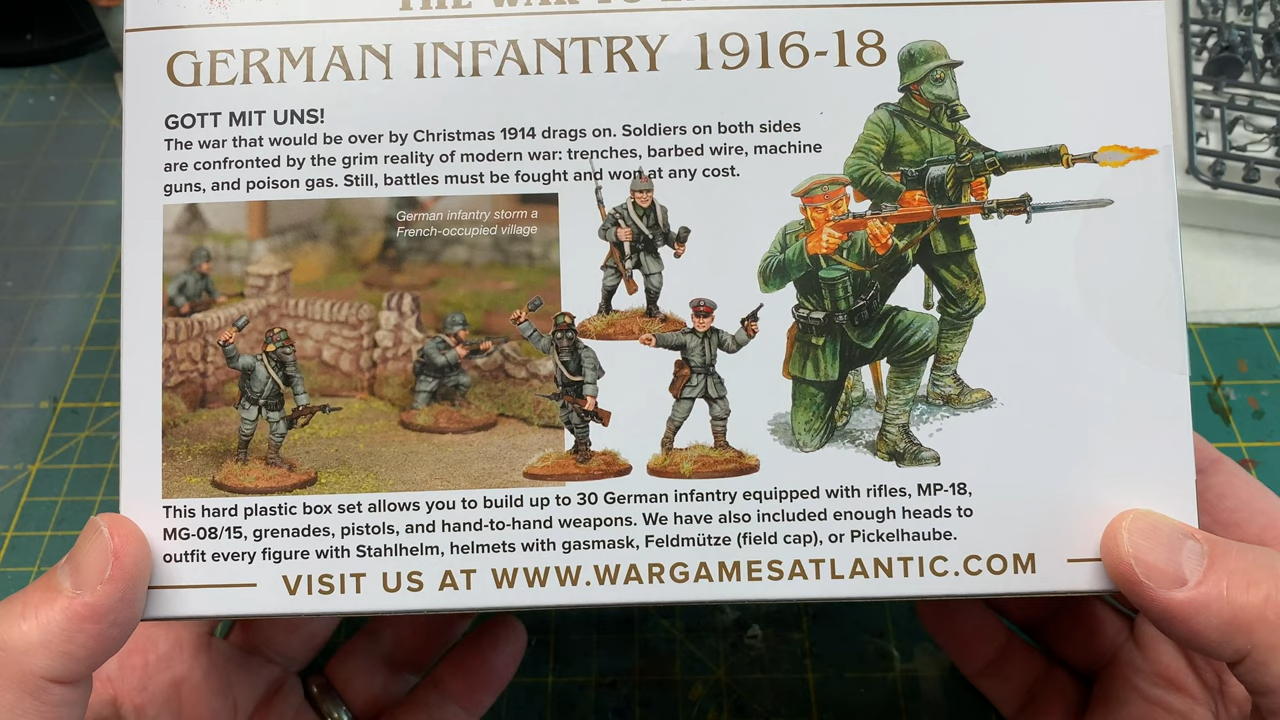 THE WAR TO
GERMAN INFANTRY 1916-18
GOTT MIT UNS!
The war that would be over by Christmas 1914 drags on. Soldiers on both sides
are confronted by the grim reality of modern war: trenches, barbed wire, machine
guns, and poison gas. Still, battles must be fought and won at any cost.
German infantry storm a
French-occupied village
This hard plastic box set allows you to build up to 30 German infantry equipped with rifles, MP-18,
MG-08/15, grenades, pistols, and hand-to-hand weapons. We have also included enough heads to
outfit every figure with Stahlhelm, helmets with gasmask, Feldmütze (field cap), or Pickelhaube.
VISIT US AT WWW.WARGAMESATLANTIC.COM